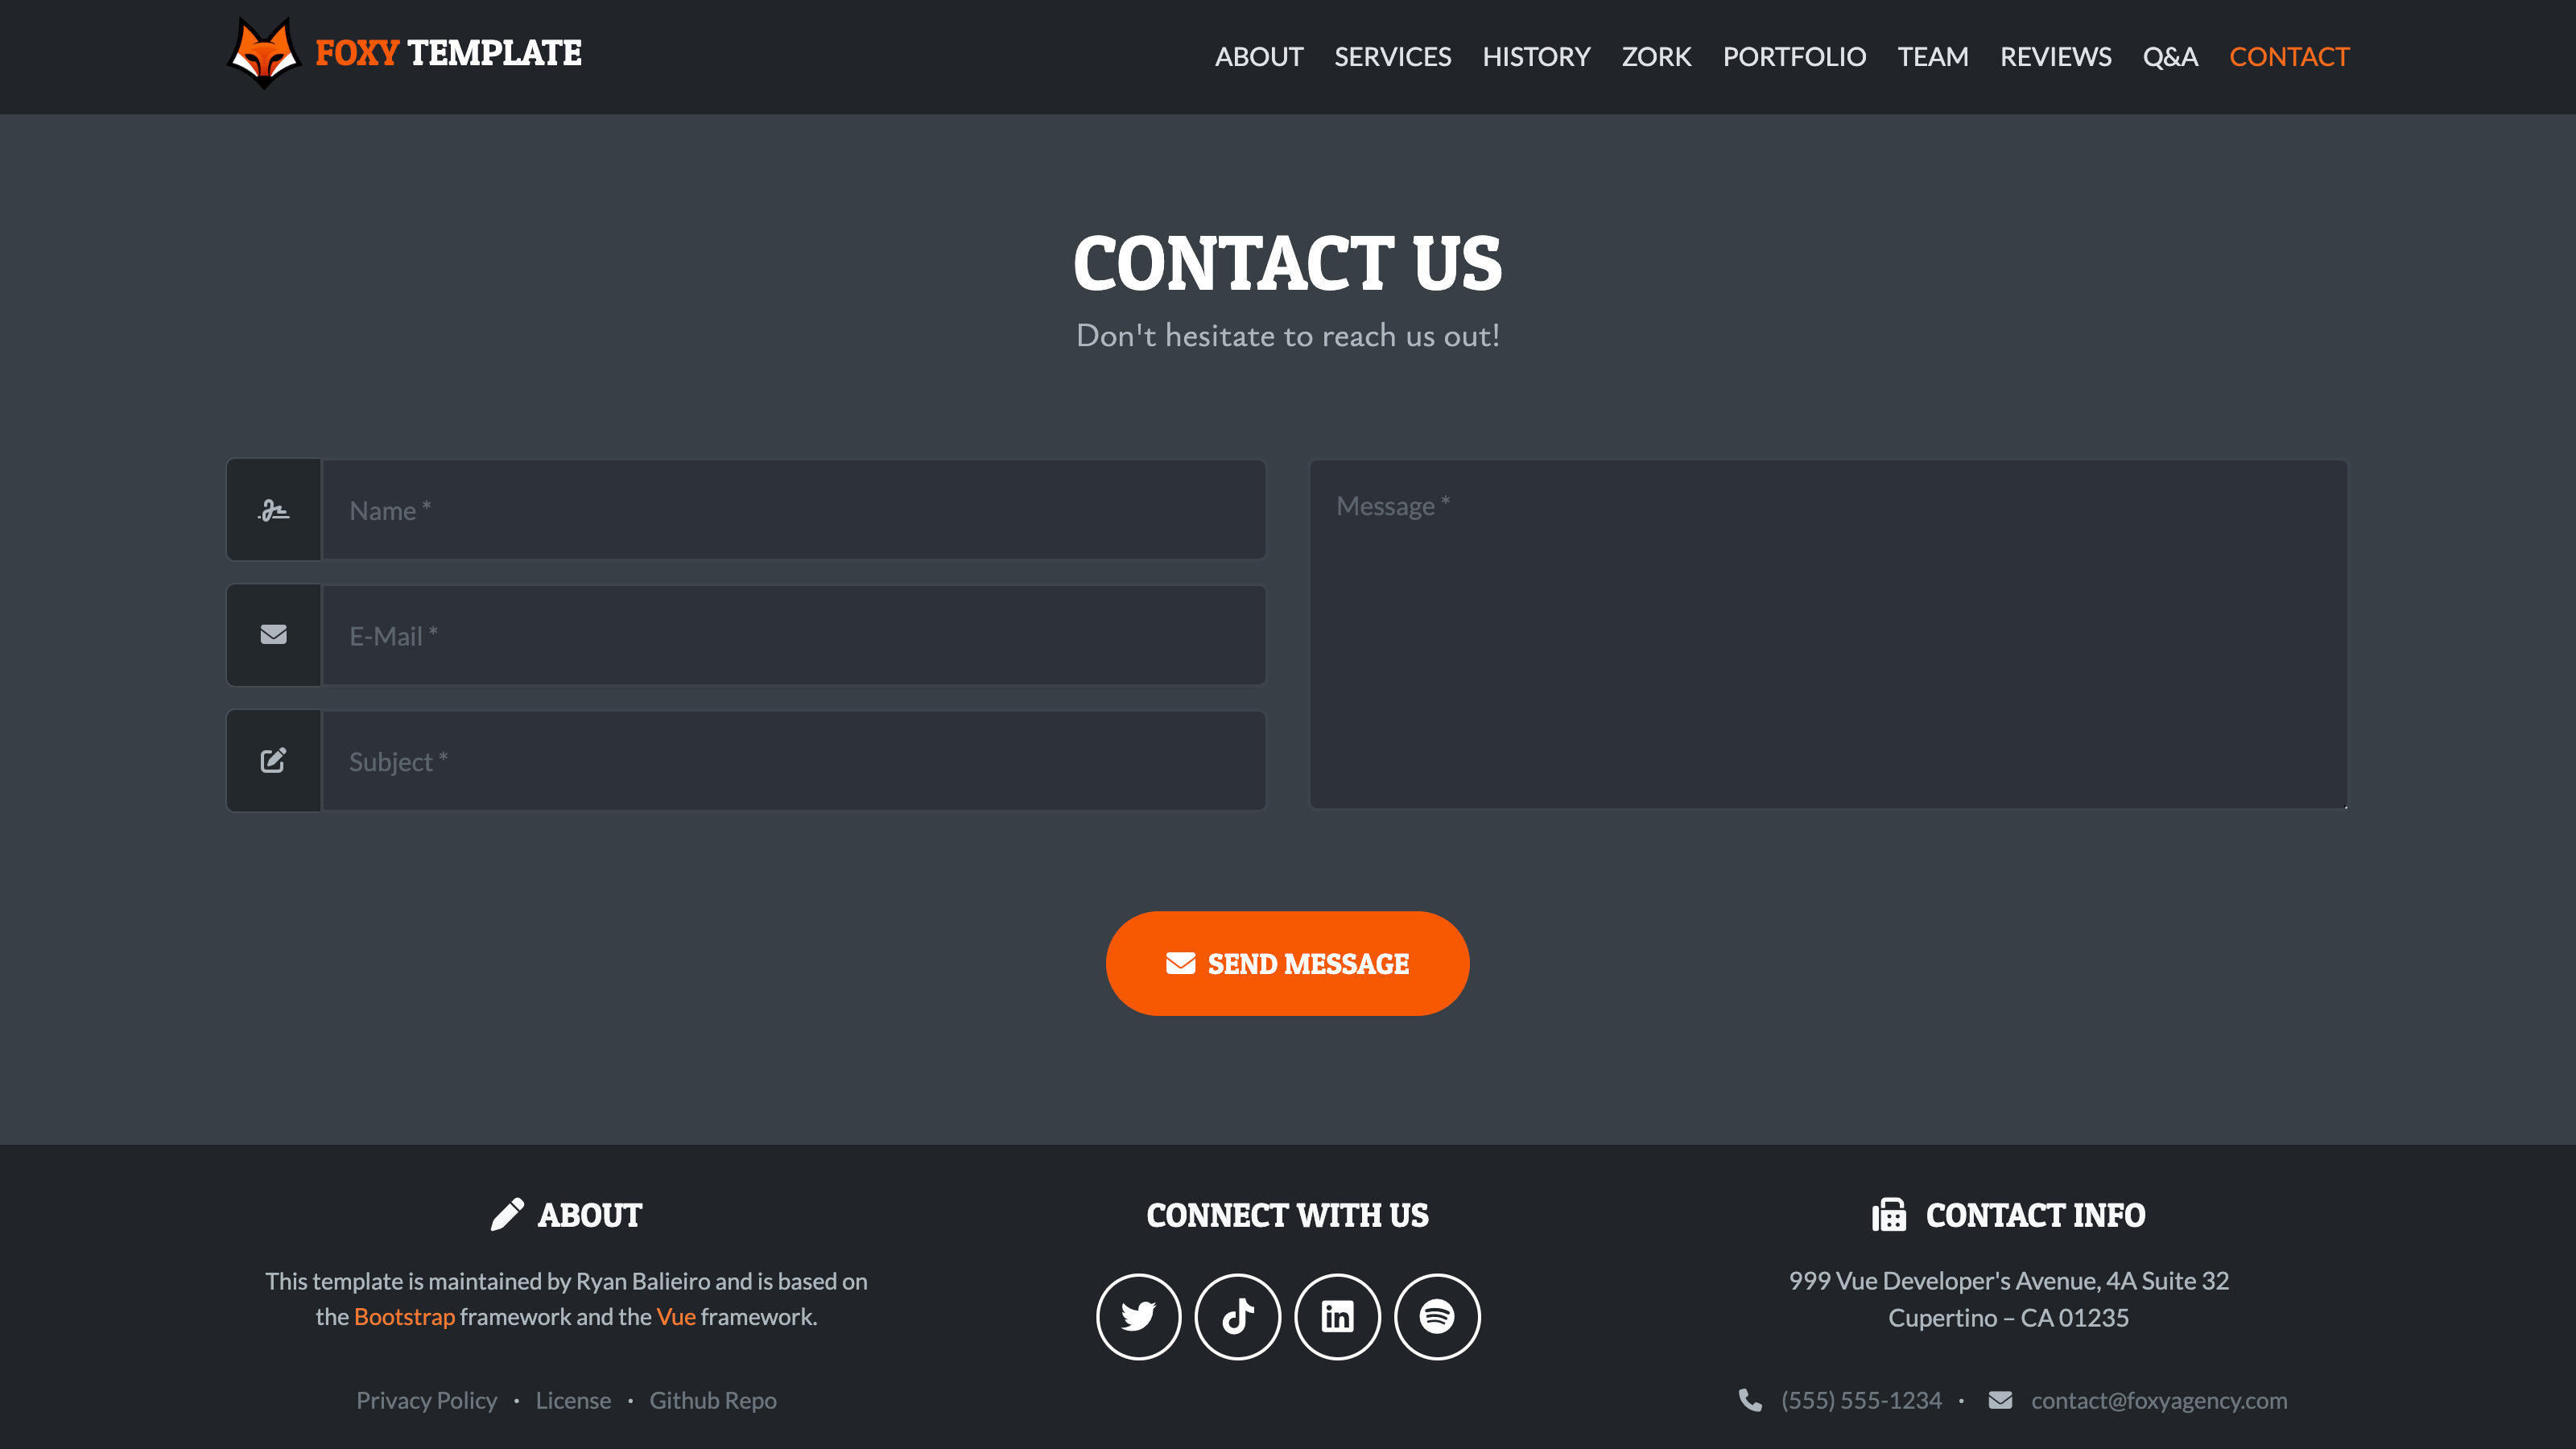 FOXY TEMPLATE
ABOUT SERVICES HISTORY ZORK PORTFOLIO TEAM REVIEWS Q&A CONTACT
CONTACT US
Don't hesitate to reach us out!
Name *
E-Mail *
Subject *
Message *
SEND MESSAGE
ABOUT
This template is maintained by Ryan Balieiro and is based on
the Bootstrap framework and the Vue framework.
Privacy Policy • License • Github Repo
CONNECT WITH US
in
CONTACT INFO
999 Vue Developer's Avenue, 4A Suite 32
Cupertino – CA 01235
(555) 555-1234 • contact@foxyagency.com